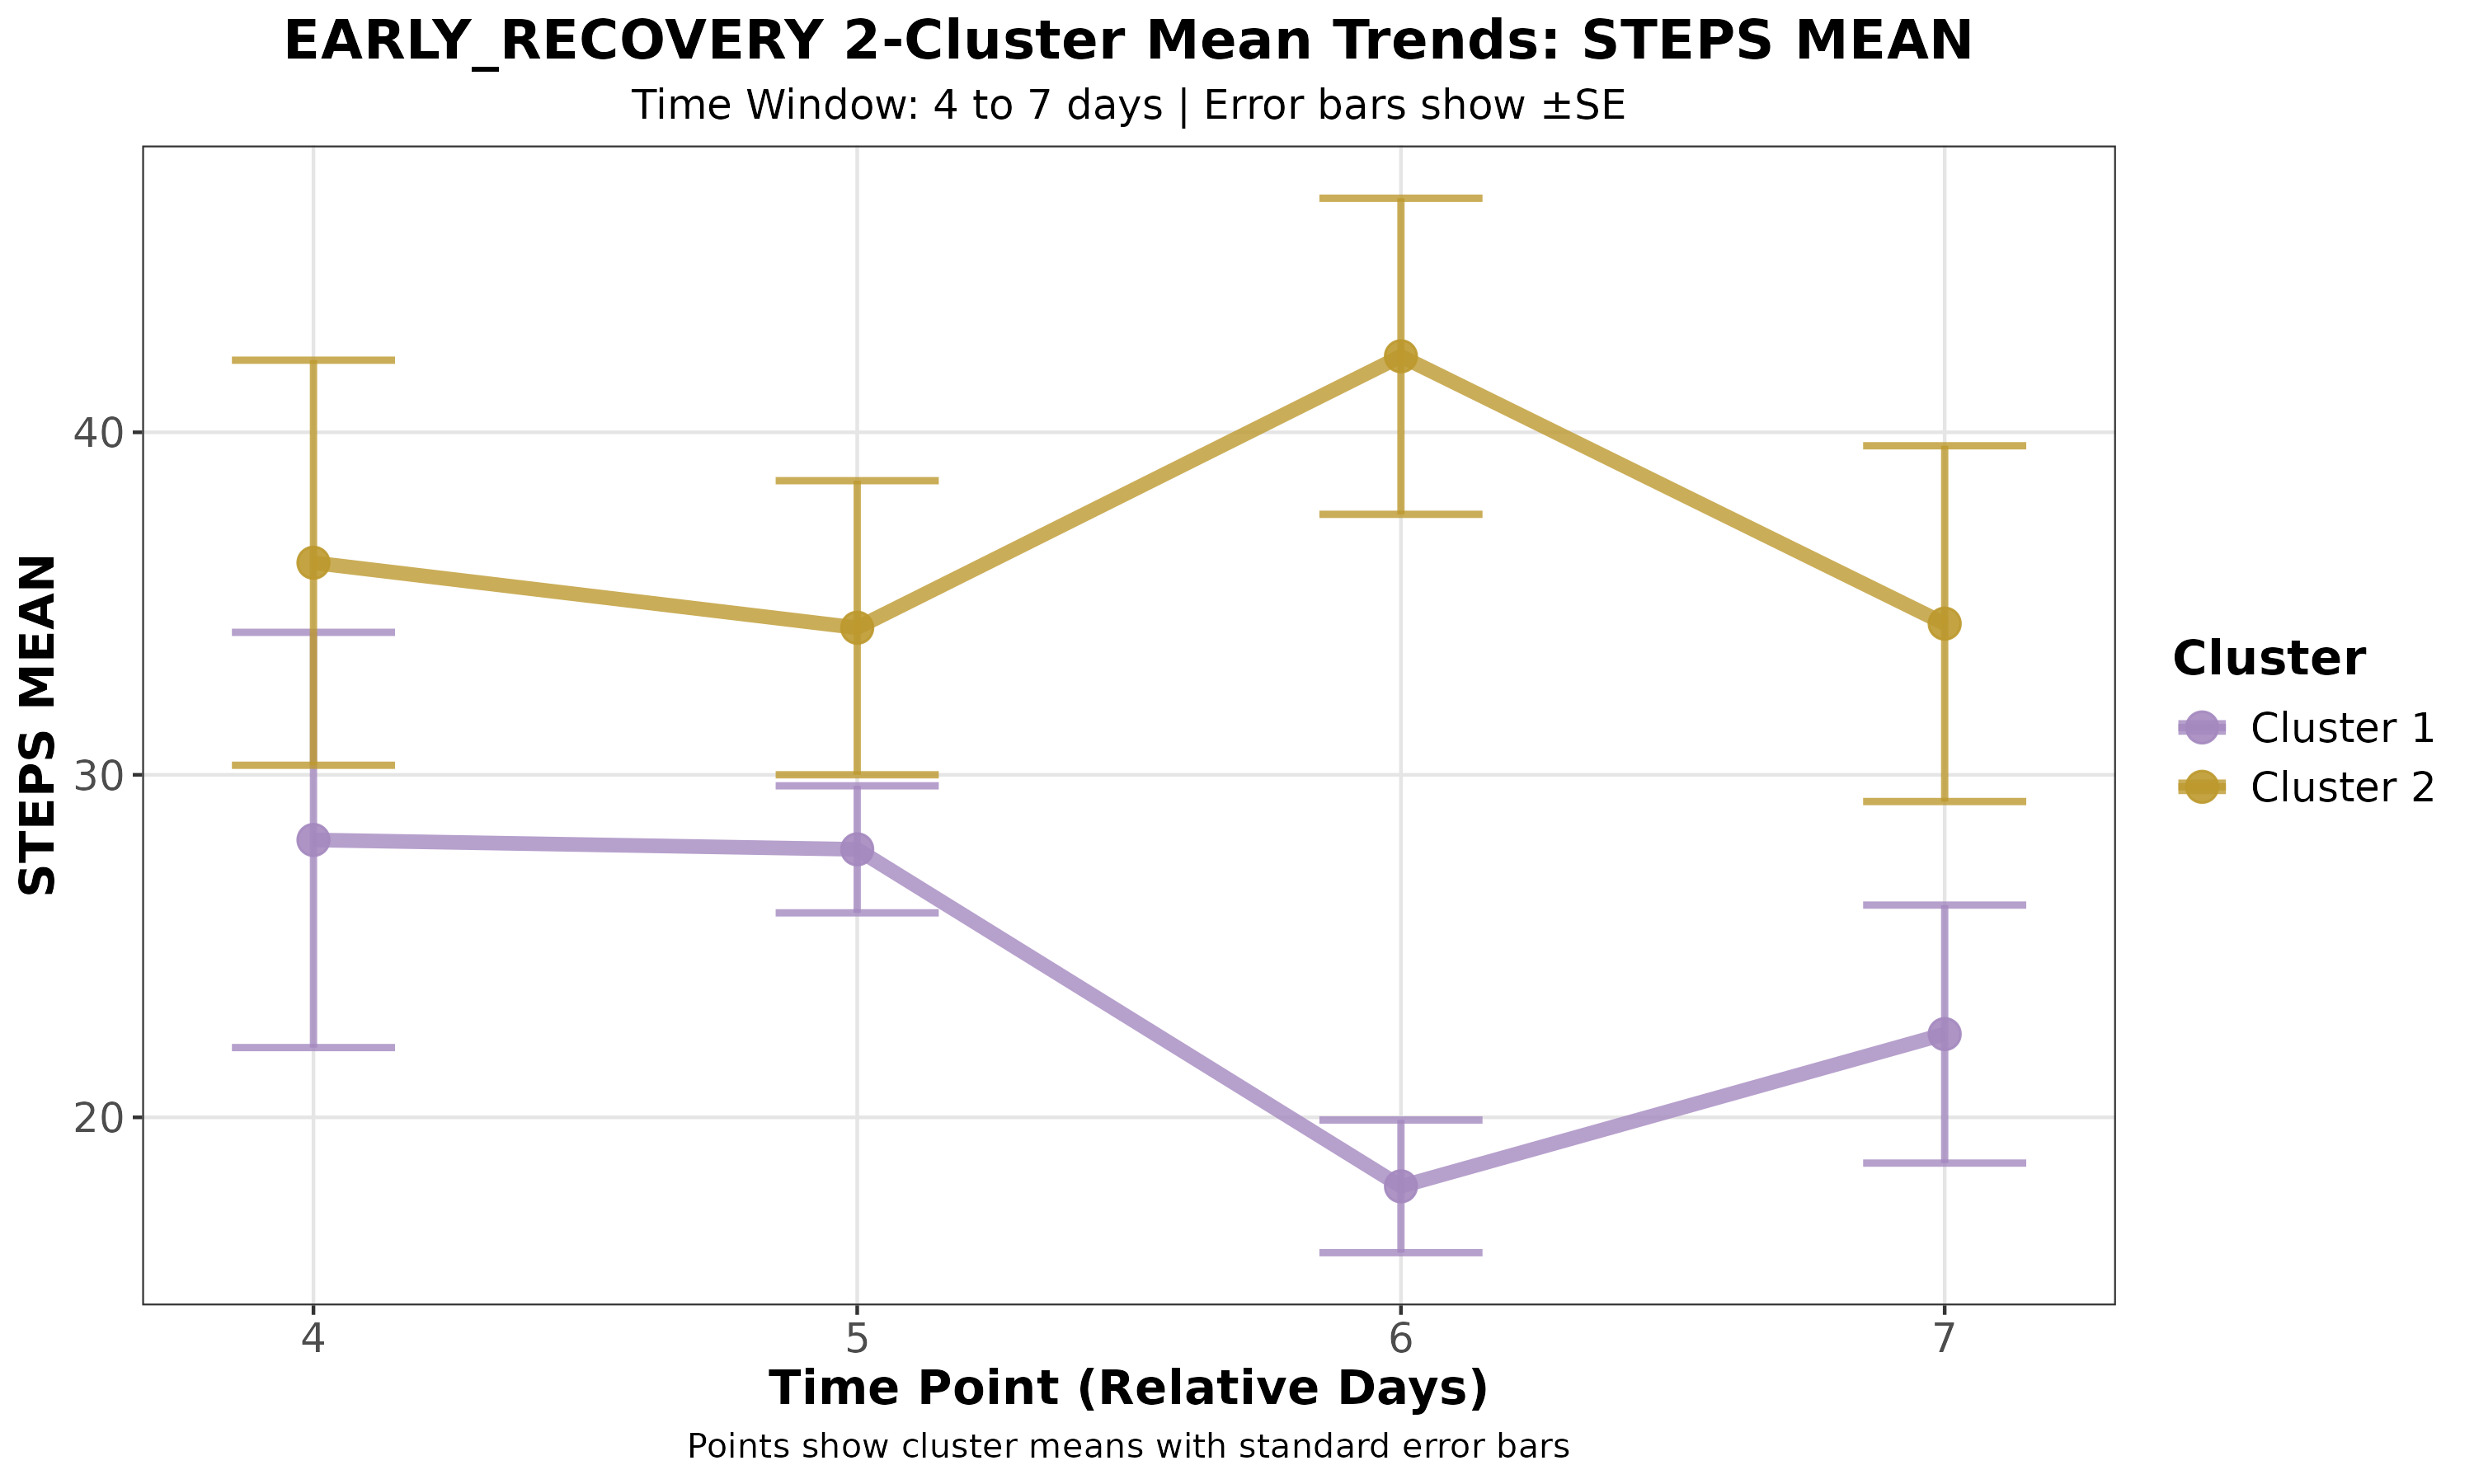 EARLY_RECOVERY 2-Cluster Mean Trends: STEPS MEAN
Time Window: 4 to 7 days | Error bars show ±SE
STEPS MEAN
40
30
20
4 5 6 7
Time Point (Relative Days)
Points show cluster means with standard error bars
Cluster
Cluster 1
Cluster 2